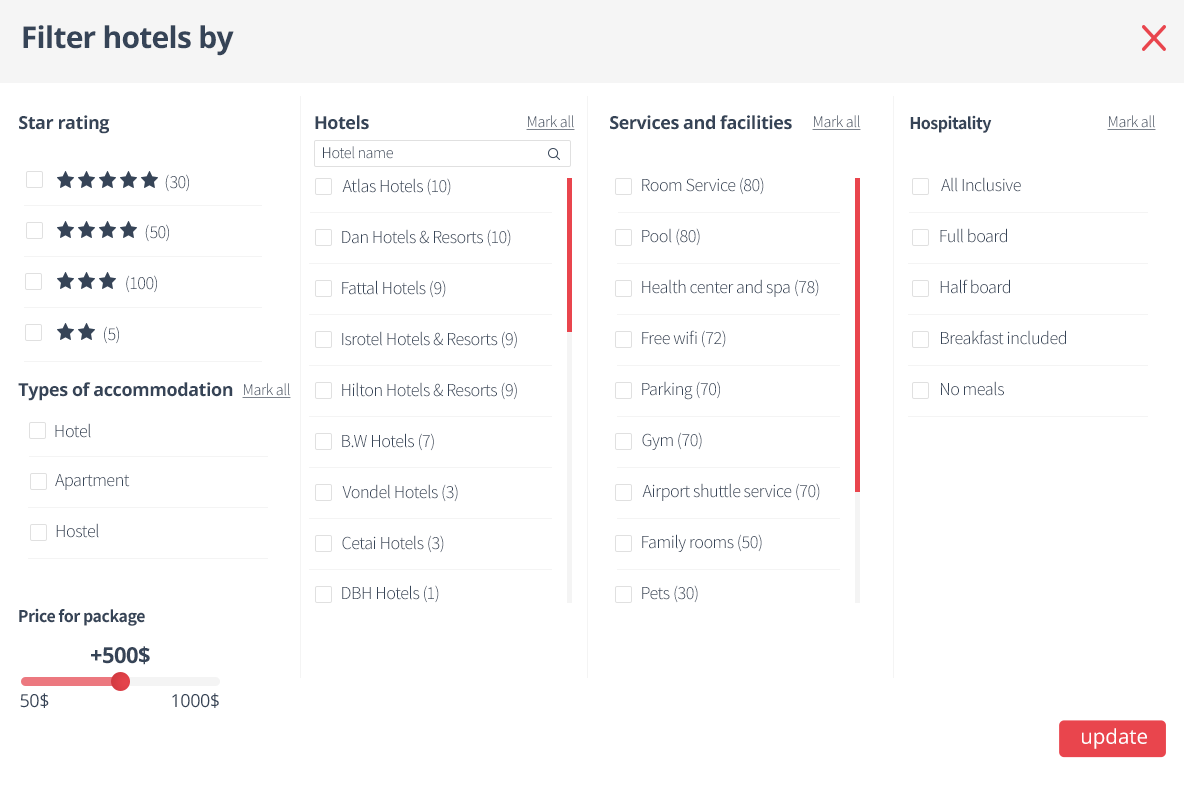 Filter hotels by
Star rating
(30)
(50)
(100)
(5)
Types of accommodation Mark all
Hotel
Apartment
Hostel
Price for package
+500$
50$ 1000$
Hotels Mark all
Hotel name
Atlas Hotels (10)
Dan Hotels & Resorts (10)
Fattal Hotels (9)
Isrotel Hotels & Resorts (9)
Hilton Hotels & Resorts (9)
B.W Hotels (7)
Vondel Hotels (3)
Cetai Hotels (3)
DBH Hotels (1)
Services and facilities Mark all
Room Service (80)
Pool (80)
Health center and spa (78)
Free wifi (72)
Parking (70)
Gym (70)
Airport shuttle service (70)
Family rooms (50)
Pets (30)
Hospitality Mark all
All Inclusive
Full board
Half board
Breakfast included
No meals
update